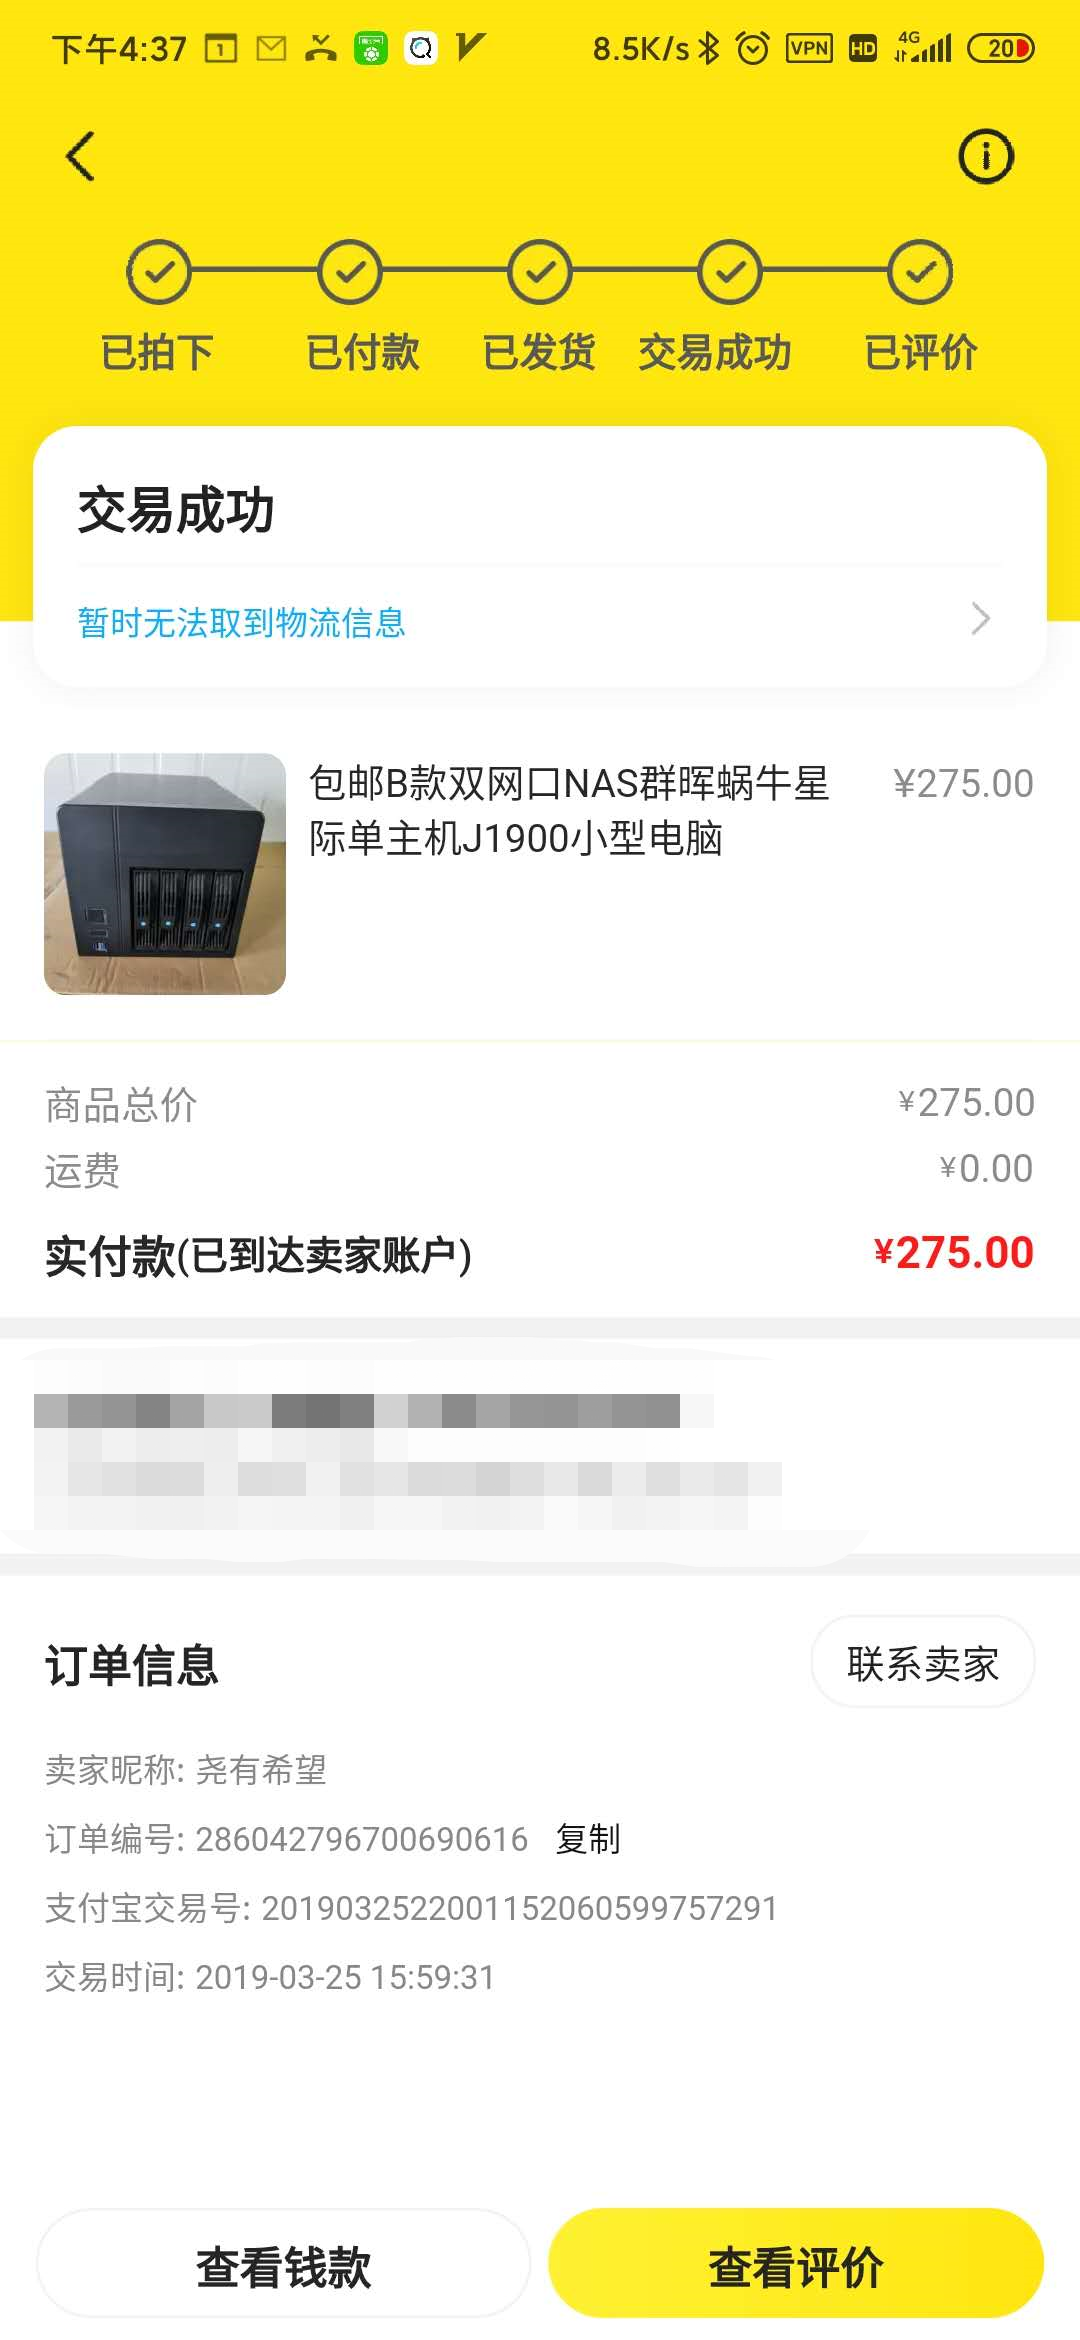 下午4:37 1 8.5K/s VPN HD 4G 20
已拍下 已付款 已发货 交易成功 已评价
交易成功
暂时无法取到物流信息
包邮B款双网口NAS群晖蜗牛星 ¥275.00
际单主机J1900小型电脑
商品总价 ¥275.00
运费 ¥0.00
实付款(已到达卖家账户) ¥275.00
订单信息 联系卖家
卖家昵称: 尧有希望
订单编号: 286042796700690616 复制
支付宝交易号: 2019032522001152060599757291
交易时间: 2019-03-25 15:59:31
查看钱款 查看评价